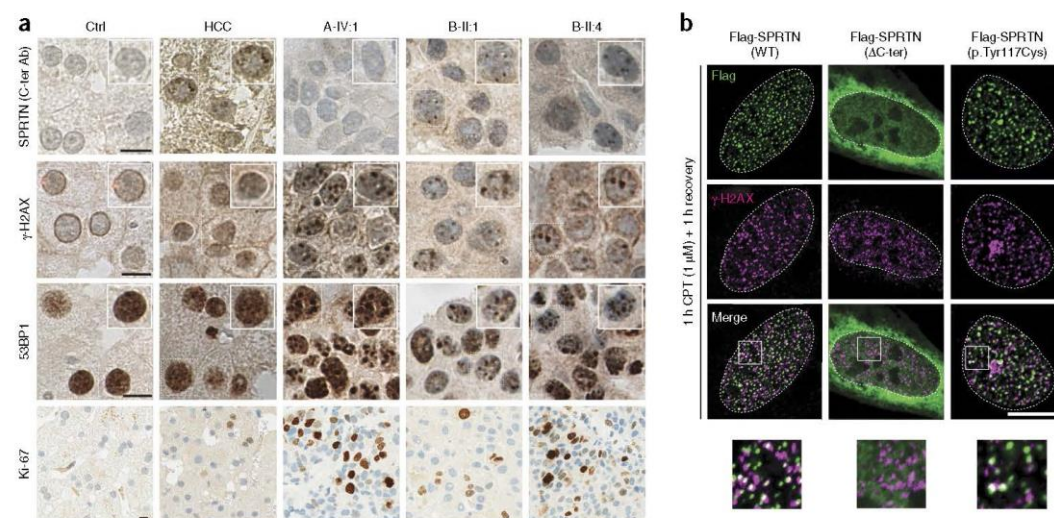 a
Ctrl
HCC
A-IV:1
B-II:1
B-II:4
SPRTN (C-ter Ab)
γ-H2AX
53BP1
Ki-67
b
Flag-SPRTN
(WT)
Flag-SPRTN
(ΔC-ter)
Flag-SPRTN
(p.Tyr117Cys)
1 h CPT (1 μM) + 1 h recovery
Flag
γ-H2AX
Merge